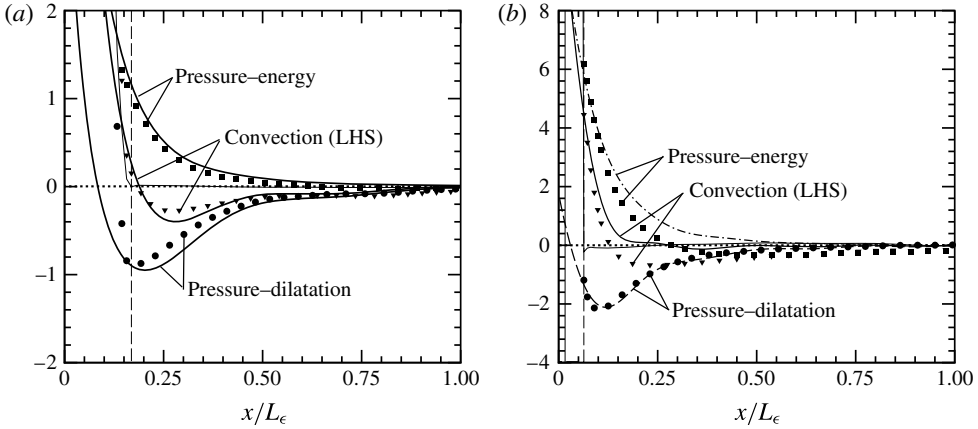 (a)
2
1
0
−1
−2
Pressure–energy
Convection (LHS)
Pressure–dilatation
0 0.25 0.50 0.75 1.00
x/Lϵ
(b)
8
6
4
2
0
−2
−4
Pressure–energy
Convection (LHS)
Pressure–dilatation
0 0.25 0.50 0.75 1.00
x/Lϵ